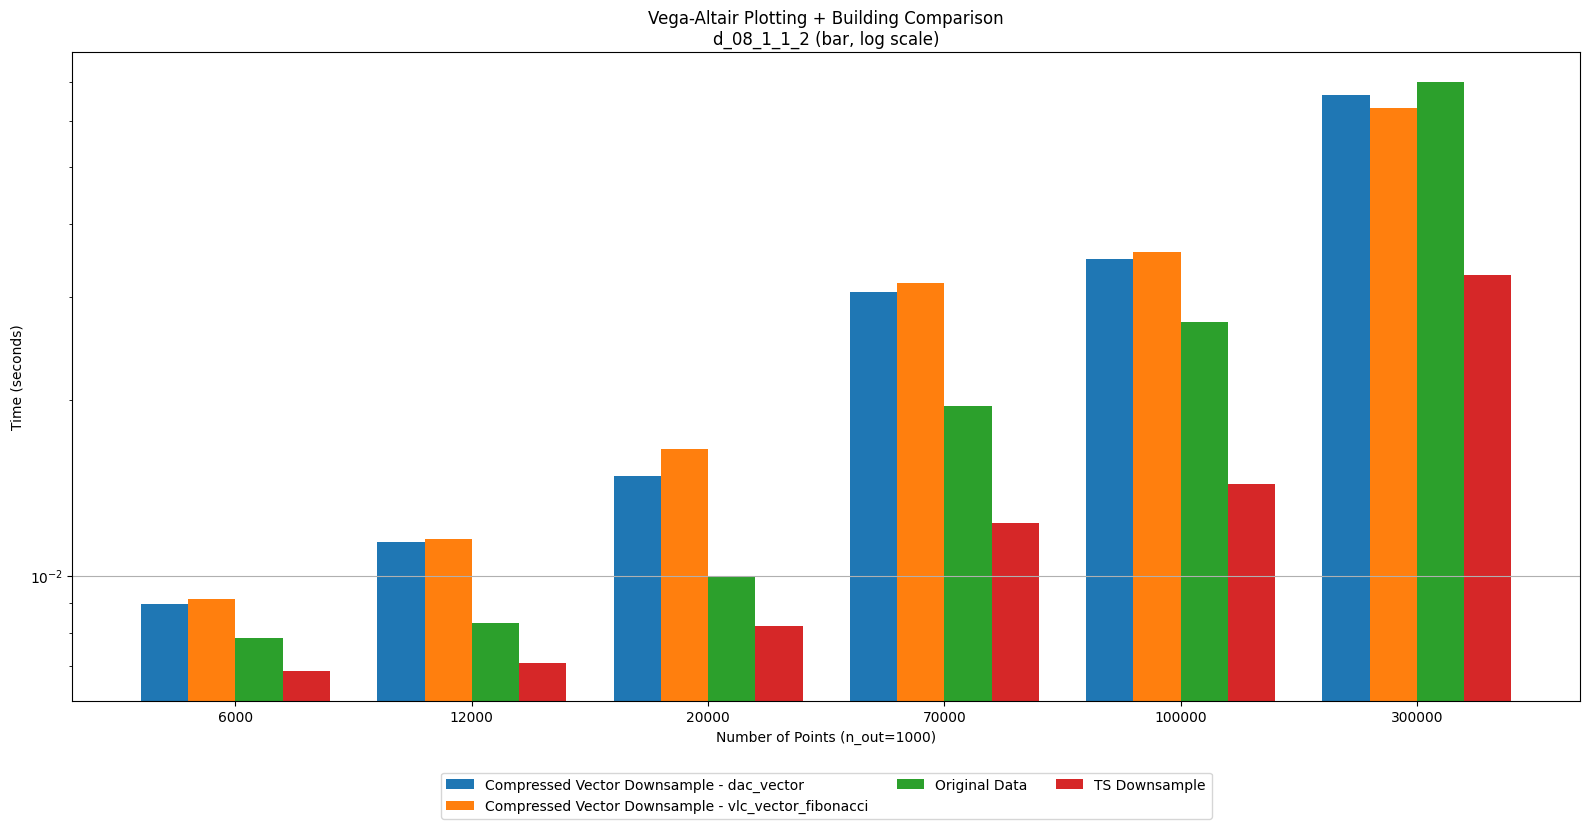 Vega-Altair Plotting + Building Comparison
d_08_1_1_2 (bar, log scale)
Time (seconds)
10⁻²
6000 12000 20000 70000 100000 300000
Number of Points (n_out=1000)
Compressed Vector Downsample - dac_vector
Compressed Vector Downsample - vlc_vector_fibonacci
Original Data
TS Downsample